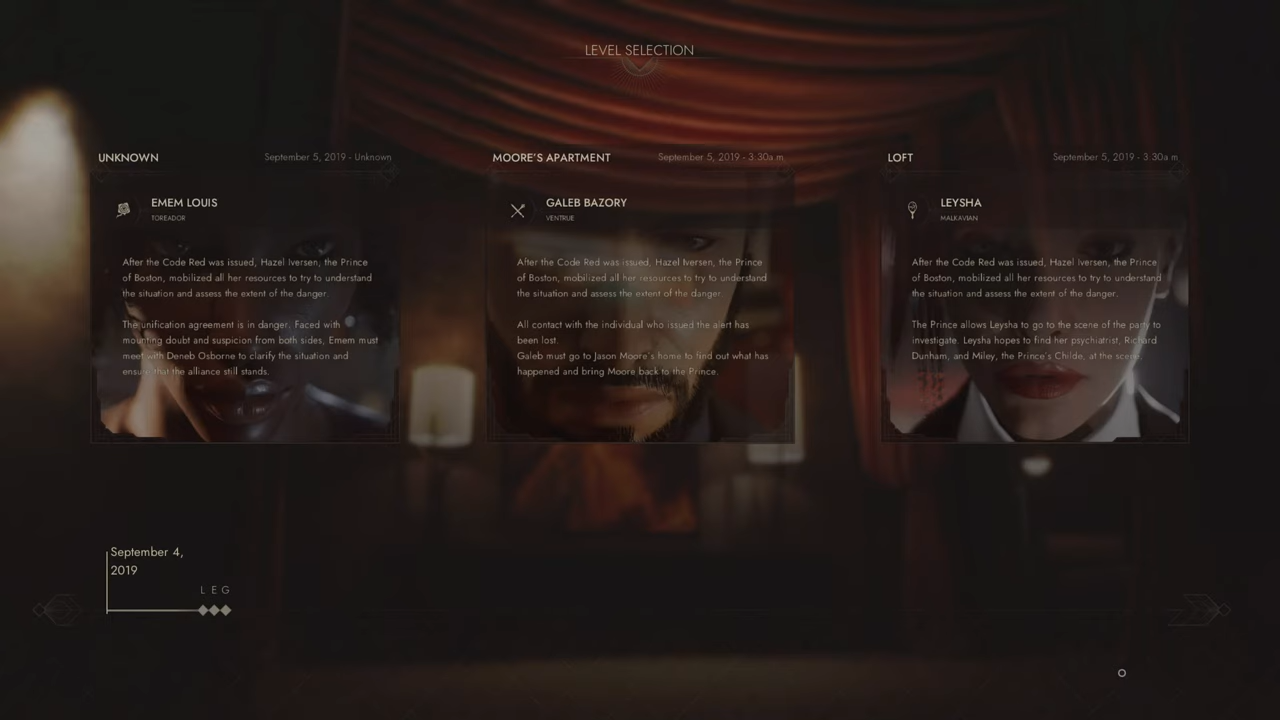 LEVEL SELECTION
UNKNOWN
September 5, 2019 - Unknown
EMEM LOUIS
TOREADOR
After the Code Red was issued, Hazel Iversen, the Prince
of Boston, mobilized all her resources to try to understand
the situation and assess the extent of the danger.
The unification agreement is in danger. Faced with
mounting doubt and suspicion from both sides, Emem must
meet with Deneb Osborne to clarify the situation and
ensure that the alliance still stands.
MOORE'S APARTMENT
September 5, 2019 - 3:30a.m.
GALEB BAZORY
VENTRUE
After the Code Red was issued, Hazel Iversen, the Prince
of Boston, mobilized all her resources to try to understand
the situation and assess the extent of the danger.
All contact with the individual who issued the alert has
been lost.
Galeb must go to Jason Moore's home to find out what has
happened and bring Moore back to the Prince.
LOFT
September 5, 2019 - 3:30a.m.
LEYSHA
MALKAVIAN
After the Code Red was issued, Hazel Iversen, the Prince
of Boston, mobilized all her resources to try to understand
the situation and assess the extent of the danger.
The Prince allows Leysha to go to the scene of the party to
investigate. Leysha hopes to find her psychiatrist, Richard
Dunham, and Miley, the Prince's Childe, at the scene.
September 4,
2019
L E G